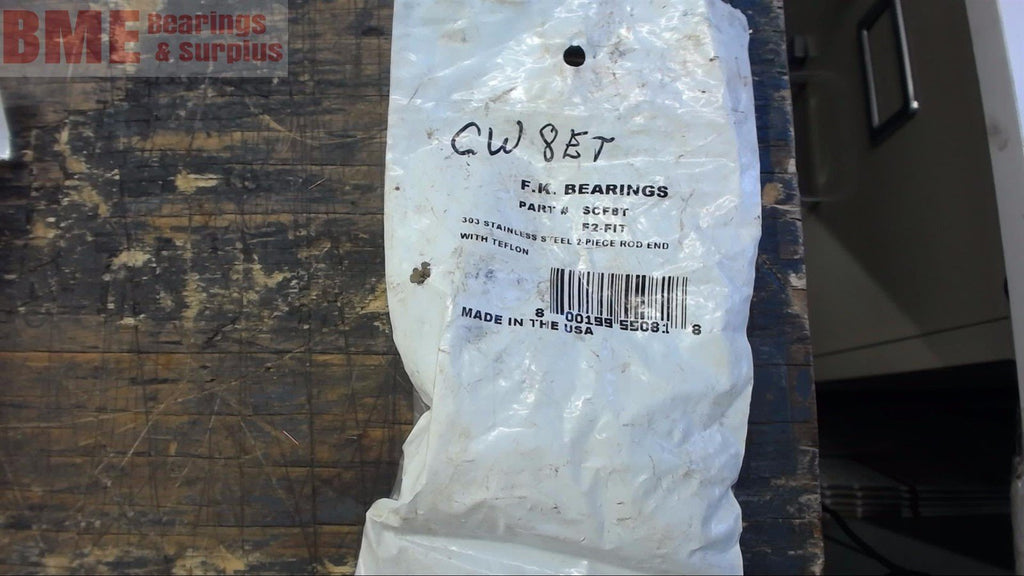 BME Bearings
& Surplus
CW 8ET
F.K. BEARINGS
PART # SCF8T
F2-FIT
303 STAINLESS STEEL 2-PIECE ROD END
WITH TEFLON
8 00199 55081 8
MADE IN THE USA